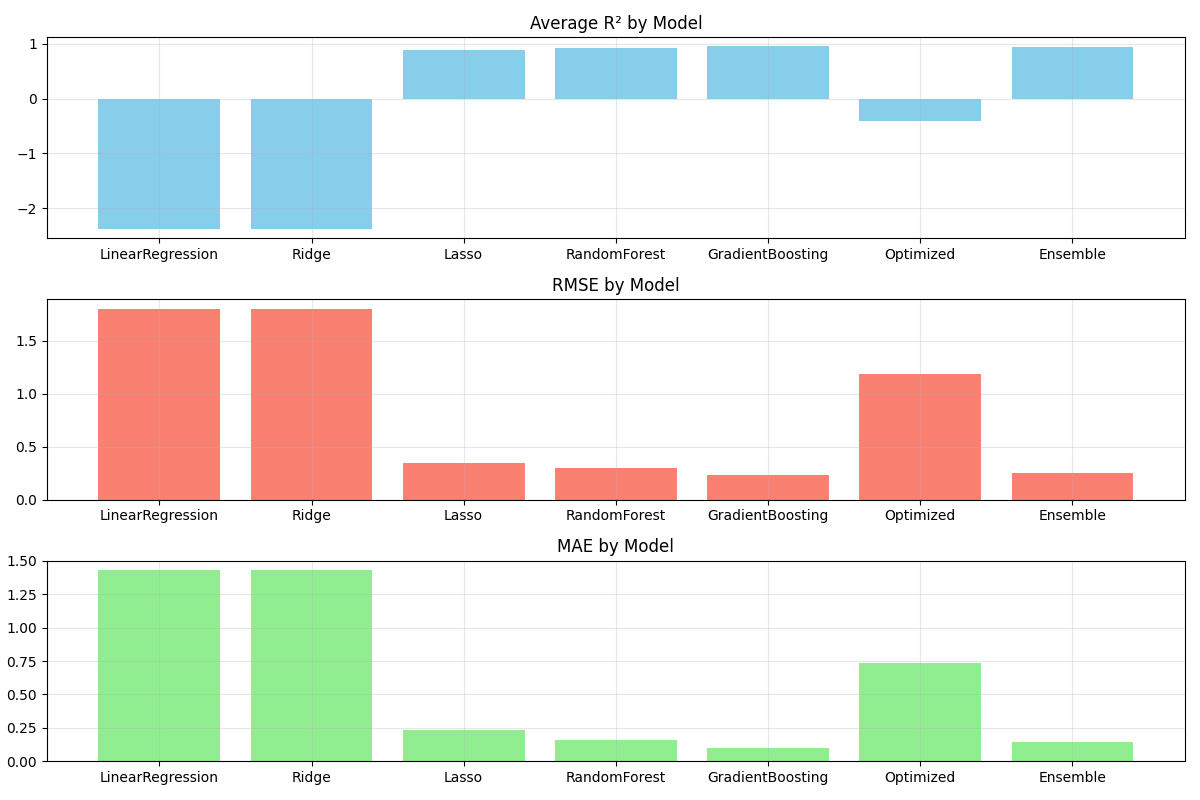 Average R² by Model
1
0
−1
−2
LinearRegression Ridge Lasso RandomForest GradientBoosting Optimized Ensemble
RMSE by Model
1.5
1.0
0.5
0.0
LinearRegression Ridge Lasso RandomForest GradientBoosting Optimized Ensemble
MAE by Model
1.50
1.25
1.00
0.75
0.50
0.25
0.00
LinearRegression Ridge Lasso RandomForest GradientBoosting Optimized Ensemble